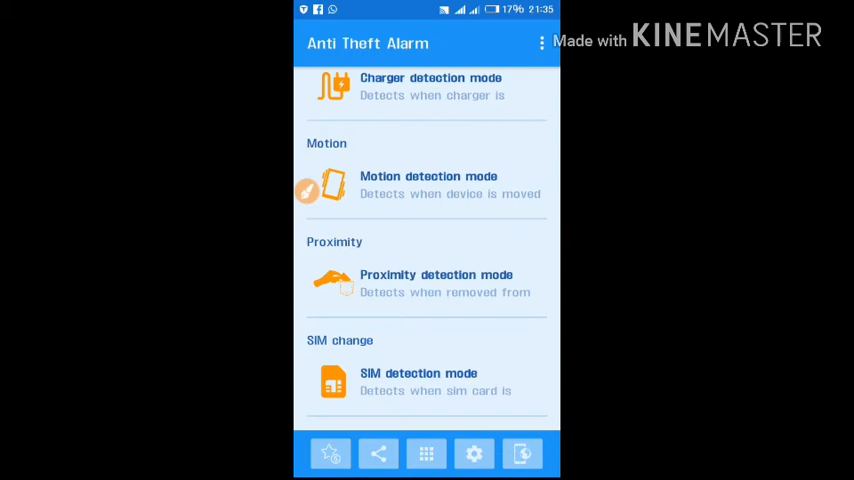 17% 21:35
Anti Theft Alarm
Made with KINEMASTER
Charger detection mode
Detects when charger is
Motion
Motion detection mode
Detects when device is moved
Proximity
Proximity detection mode
Detects when removed from
SIM change
SIM detection mode
Detects when sim card is